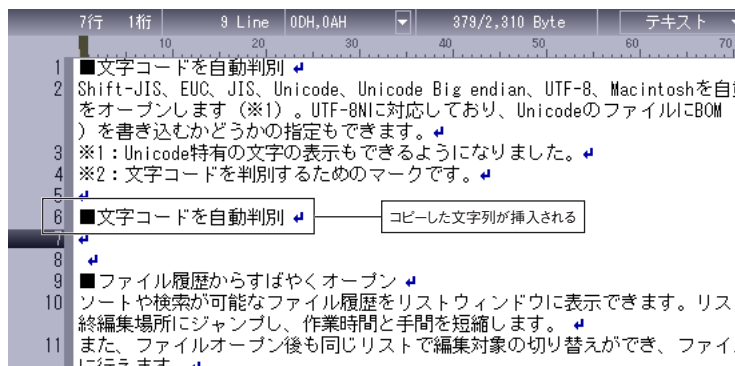 7行 1桁 9 Line 0DH,0AH 379/2,310 Byte テキスト
10 20 30 40 50 60 70
1 ■文字コードを自動判別
2 Shift-JIS、EUC、JIS、Unicode、Unicode Big endian、UTF-8、Macintoshを自動
をオープンします（※1）。UTF-8Nに対応しており、UnicodeのファイルにBOM
）を書き込むかどうかの指定もできます。
3 ※1：Unicode特有の文字の表示もできるようになりました。
4 ※2：文字コードを判別するためのマークです。
5
6 ■文字コードを自動判別 コピーした文字列が挿入される
7
8
9 ■ファイル履歴からすばやくオープン
10 ソートや検索が可能なファイル履歴をリストウィンドウに表示できます。リス
終編集場所にジャンプし、作業時間と手間を短縮します。
11 また、ファイルオープン後も同じリストで編集対象の切り替えができ、ファイ
に行えます。